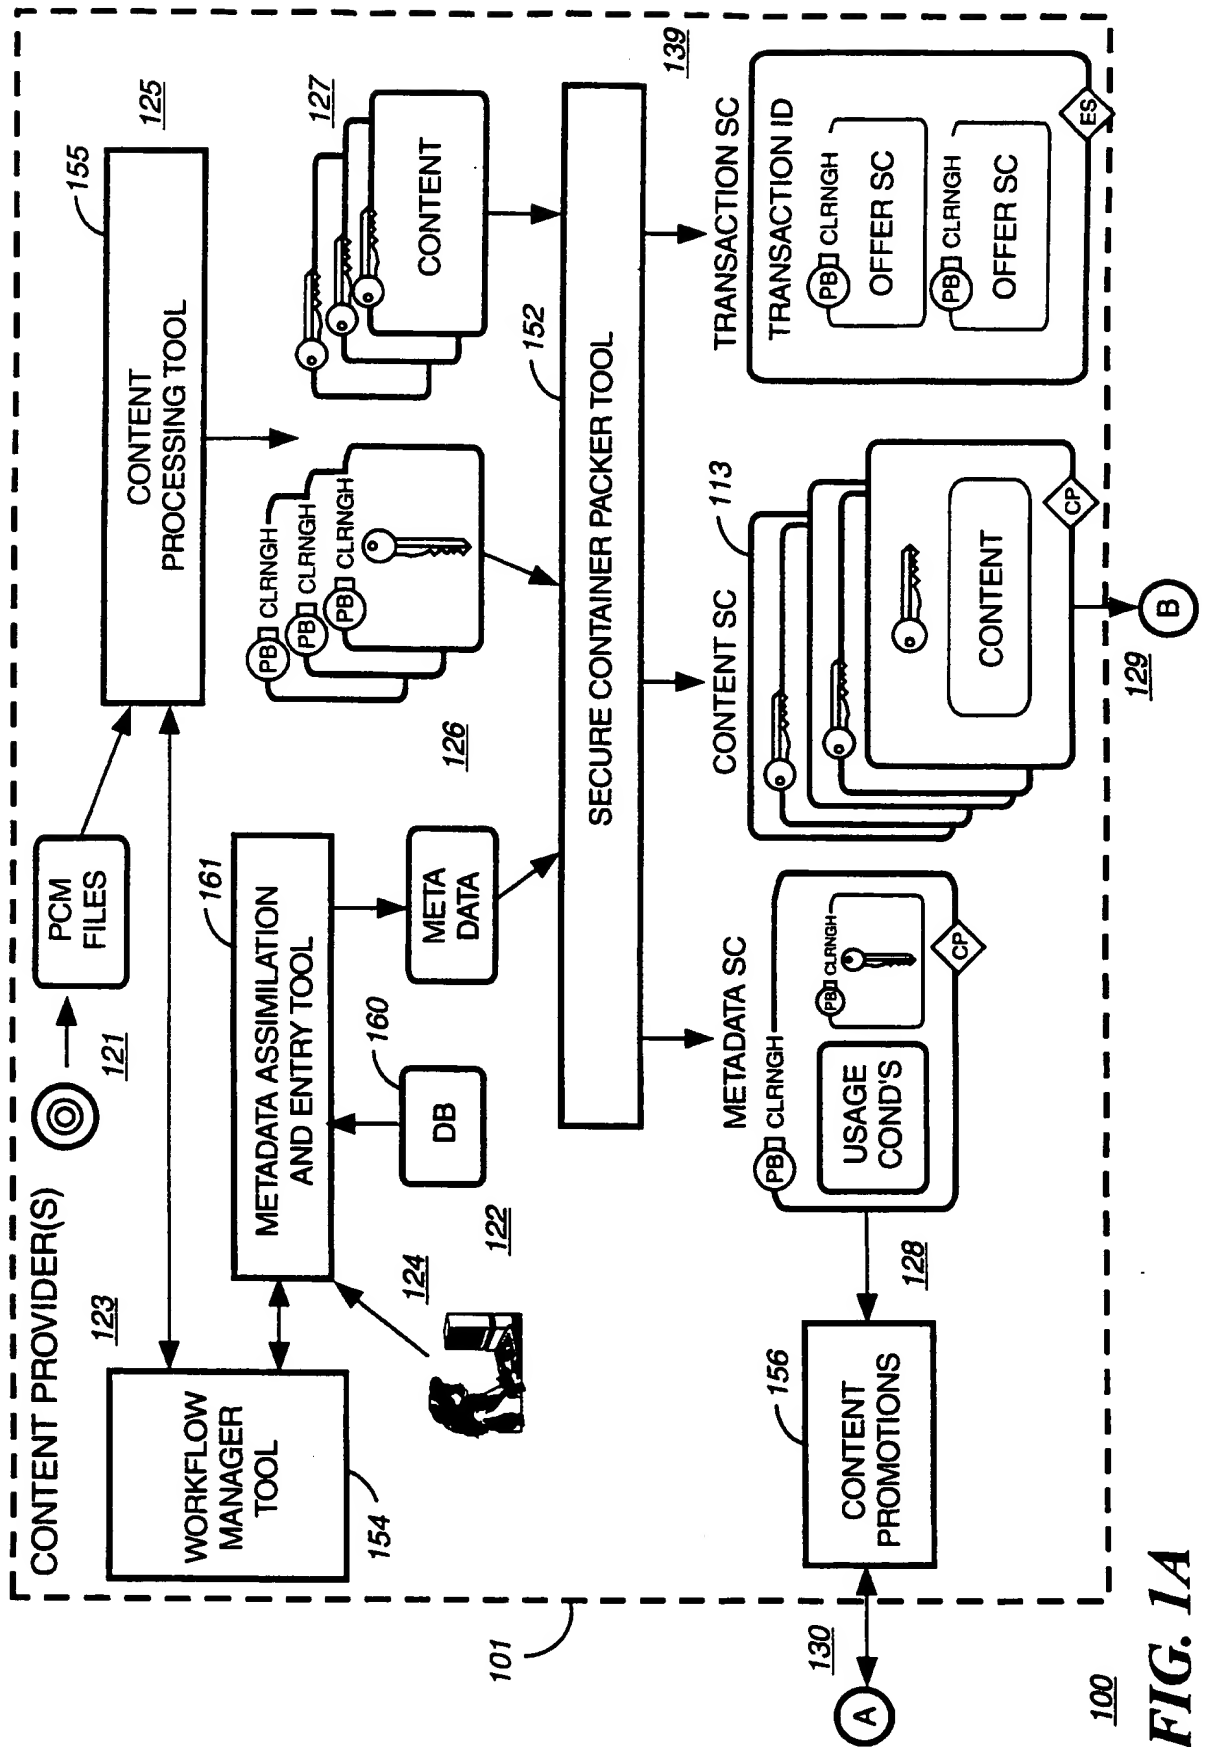 CONTENT PROVIDER(S)
123
WORKFLOW
MANAGER
TOOL
154
121
PCM
FILES
155
125
CONTENT
PROCESSING TOOL
161
METADATA ASSIMILATION
AND ENTRY TOOL
124
122
160
DB
META
DATA
126
PB CLRNGH
PB CLRNGH
PB CLRNGH
127
CONTENT
152
SECURE CONTAINER PACKER TOOL
139
METADATA SC
PB CLRNGH
USAGE
COND'S
PB CLRNGH
CP
128
156
CONTENT
PROMOTIONS
CONTENT SC
113
CONTENT
CP
129
B
TRANSACTION SC
TRANSACTION ID
PB CLRNGH
OFFER SC
PB CLRNGH
OFFER SC
ES
101
130
A
100
FIG. 1A